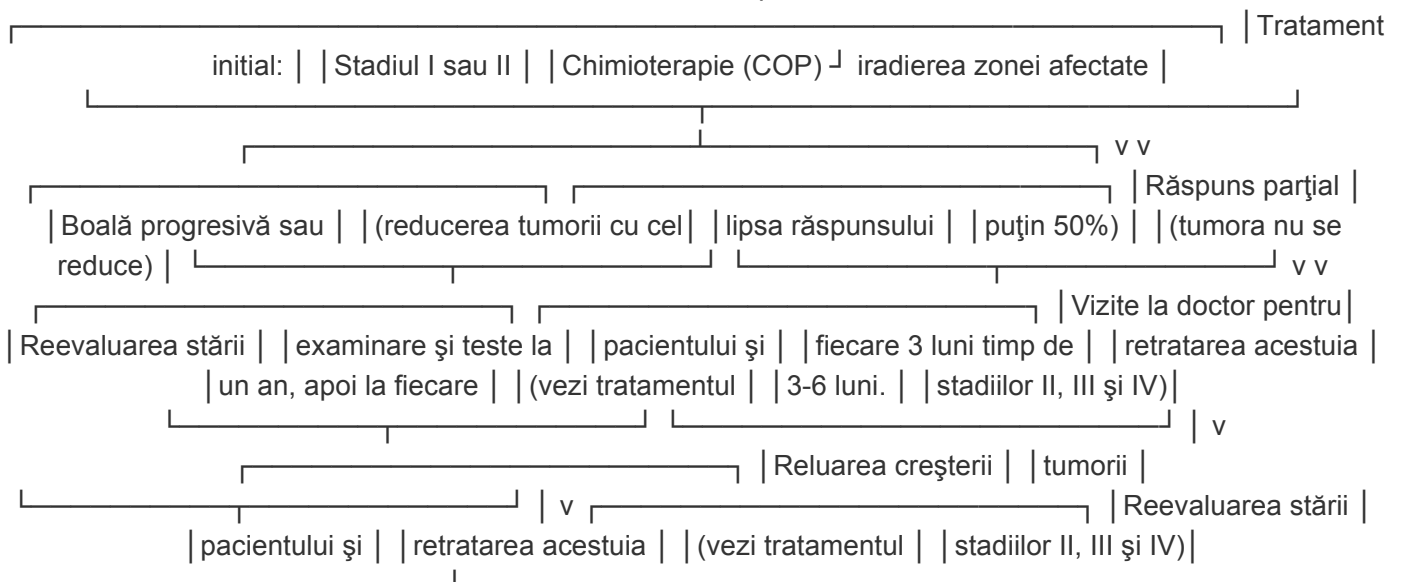 │Tratament
initial: │ │Stadiul I sau II │ │Chimioterapie (COP) ┘ iradierea zonei afectate │
v v
│Răspuns parţial │
│Boală progresivă sau │ │(reducerea tumorii cu cel│ │lipsa răspunsului │ │puţin 50%) │ │(tumora nu se
reduce) │ v v
│Vizite la doctor pentru│
│Reevaluarea stării │ │examinare şi teste la │ │pacientului şi │ │fiecare 3 luni timp de │ │retratarea acestuia │
│un an, apoi la fiecare │ │(vezi tratamentul │ │3-6 luni. │ │stadiilor II, III şi IV)│
│ v
│Reluarea creşterii │ │tumorii │
│ v │Reevaluarea stării │
│pacientului şi │ │retratarea acestuia │ │(vezi tratamentul │ │stadiilor II, III şi IV)│